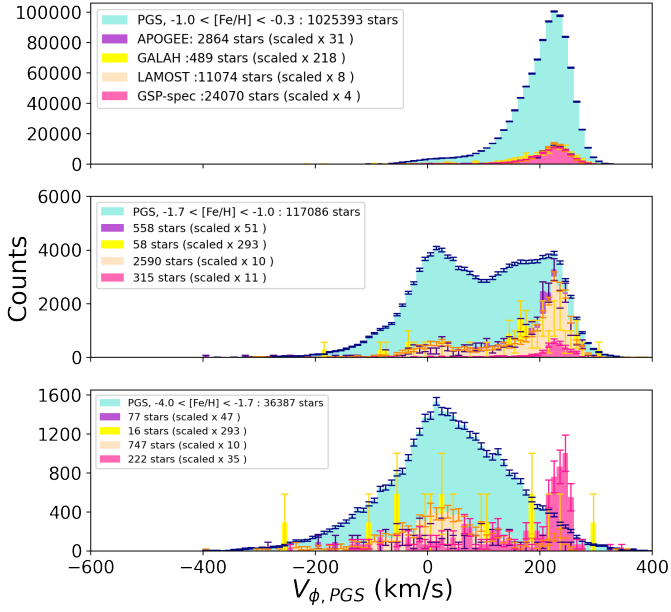 100000
80000
60000
40000
20000
0
PGS, -1.0 < [Fe/H] < -0.3 : 1025393 stars
APOGEE: 2864 stars (scaled x 31 )
GALAH :489 stars (scaled x 218 )
LAMOST :11074 stars (scaled x 8 )
GSP-spec :24070 stars (scaled x 4 )
Counts
6000
4000
2000
0
PGS, -1.7 < [Fe/H] < -1.0 : 117086 stars
558 stars (scaled x 51 )
58 stars (scaled x 293 )
2590 stars (scaled x 10 )
315 stars (scaled x 11 )
1600
1200
800
400
0
PGS, -4.0 < [Fe/H] < -1.7 : 36387 stars
77 stars (scaled x 47 )
16 stars (scaled x 293 )
747 stars (scaled x 10 )
222 stars (scaled x 35 )
−600 −400 −200 0 200 400
Vϕ, PGS (km/s)